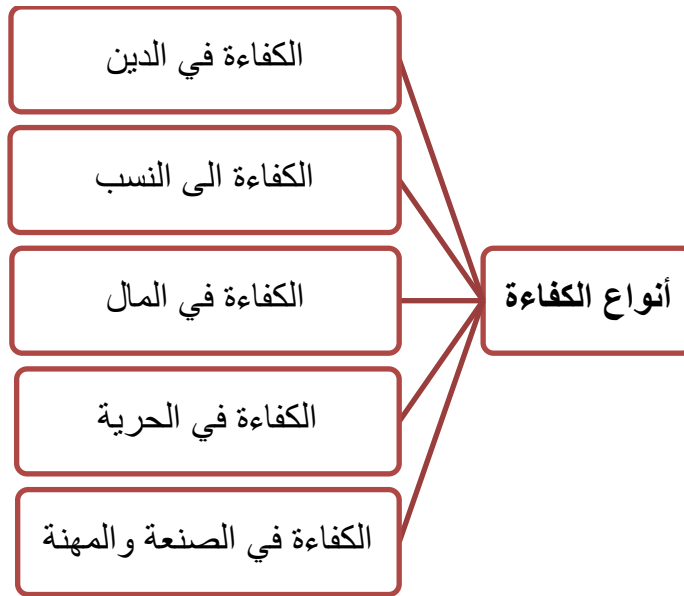 أنواع الكفاءة
الكفاءة في الدين
الكفاءة الى النسب
الكفاءة في المال
الكفاءة في الحرية
الكفاءة في الصنعة والمهنة